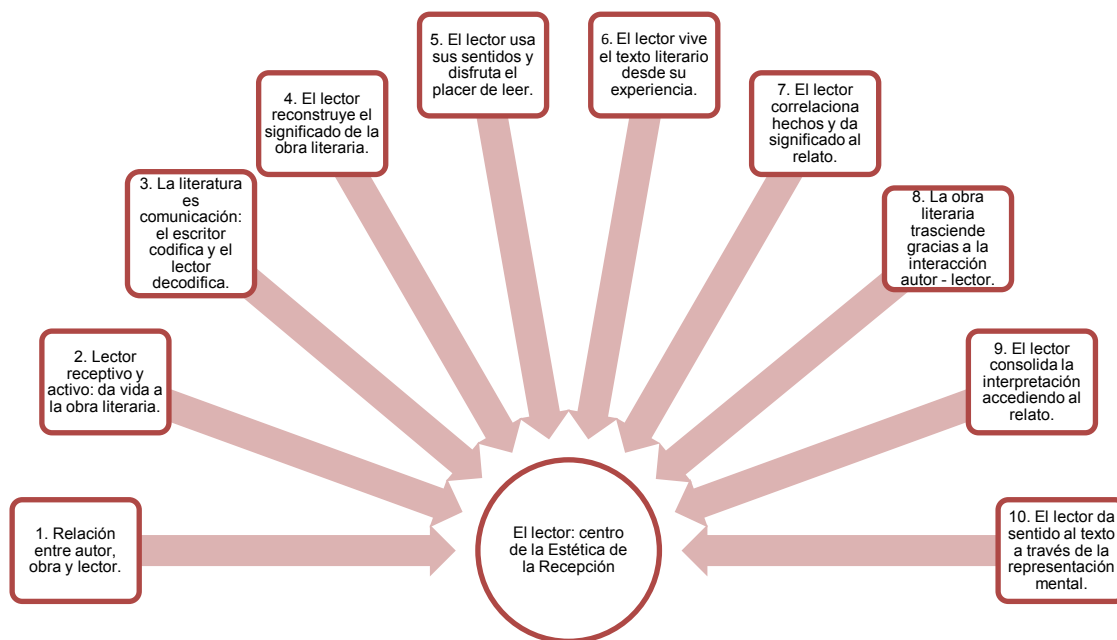 1. Relación
entre autor,
obra y lector.
2. Lector
receptivo y
activo: da vida a
la obra literaria.
3. La literatura
es
comunicación:
el escritor
codifica y el
lector
decodifica.
4. El lector
reconstruye el
significado de la
obra literaria.
5. El lector usa
sus sentidos y
disfruta el
placer de leer.
6. El lector vive
el texto literario
desde su
experiencia.
7. El lector
correlaciona
hechos y da
significado al
relato.
8. La obra
literaria
trasciende
gracias a la
interacción
autor - lector.
9. El lector
consolida la
interpretación
accediendo al
relato.
10. El lector da
sentido al texto
a través de la
representación
mental.
El lector: centro
de la Estética de
la Recepción